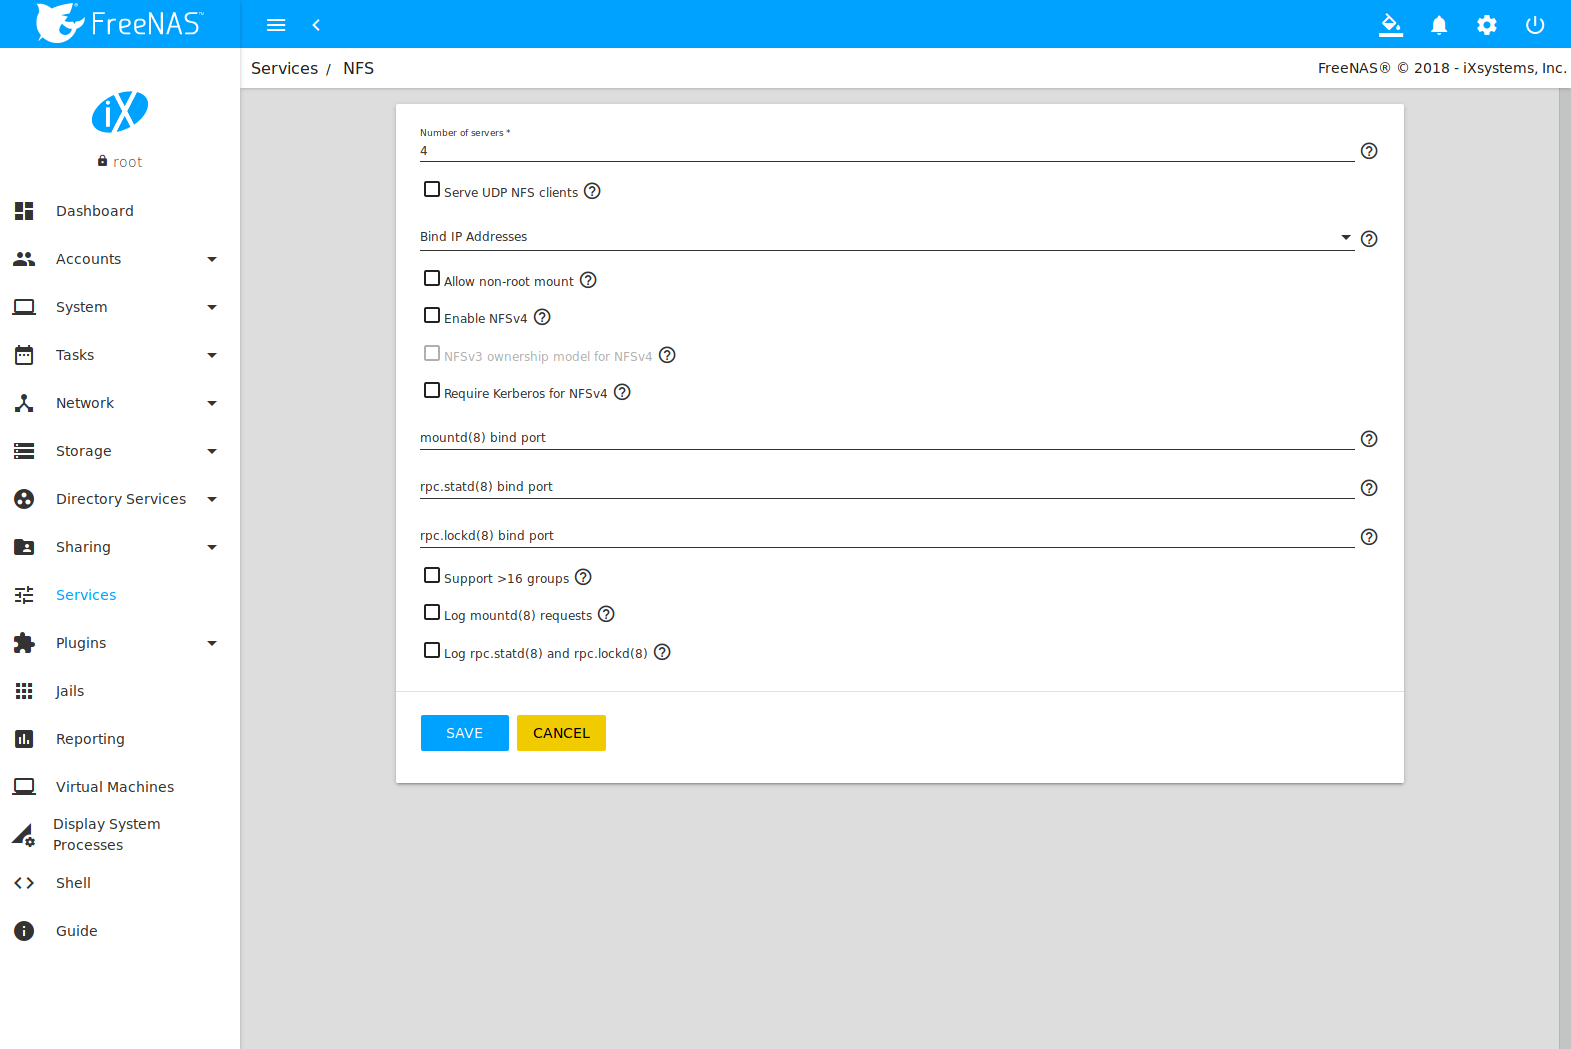 FreeNAS™
Services / NFS
FreeNAS® © 2018 - iXsystems, Inc.
iX
root
Dashboard
Accounts
System
Tasks
Network
Storage
Directory Services
Sharing
Services
Plugins
Jails
Reporting
Virtual Machines
Display System
Processes
Shell
Guide
Number of servers *
4
Serve UDP NFS clients
Bind IP Addresses
Allow non-root mount
Enable NFSv4
NFSv3 ownership model for NFSv4
Require Kerberos for NFSv4
mountd(8) bind port
rpc.statd(8) bind port
rpc.lockd(8) bind port
Support >16 groups
Log mountd(8) requests
Log rpc.statd(8) and rpc.lockd(8)
SAVE CANCEL